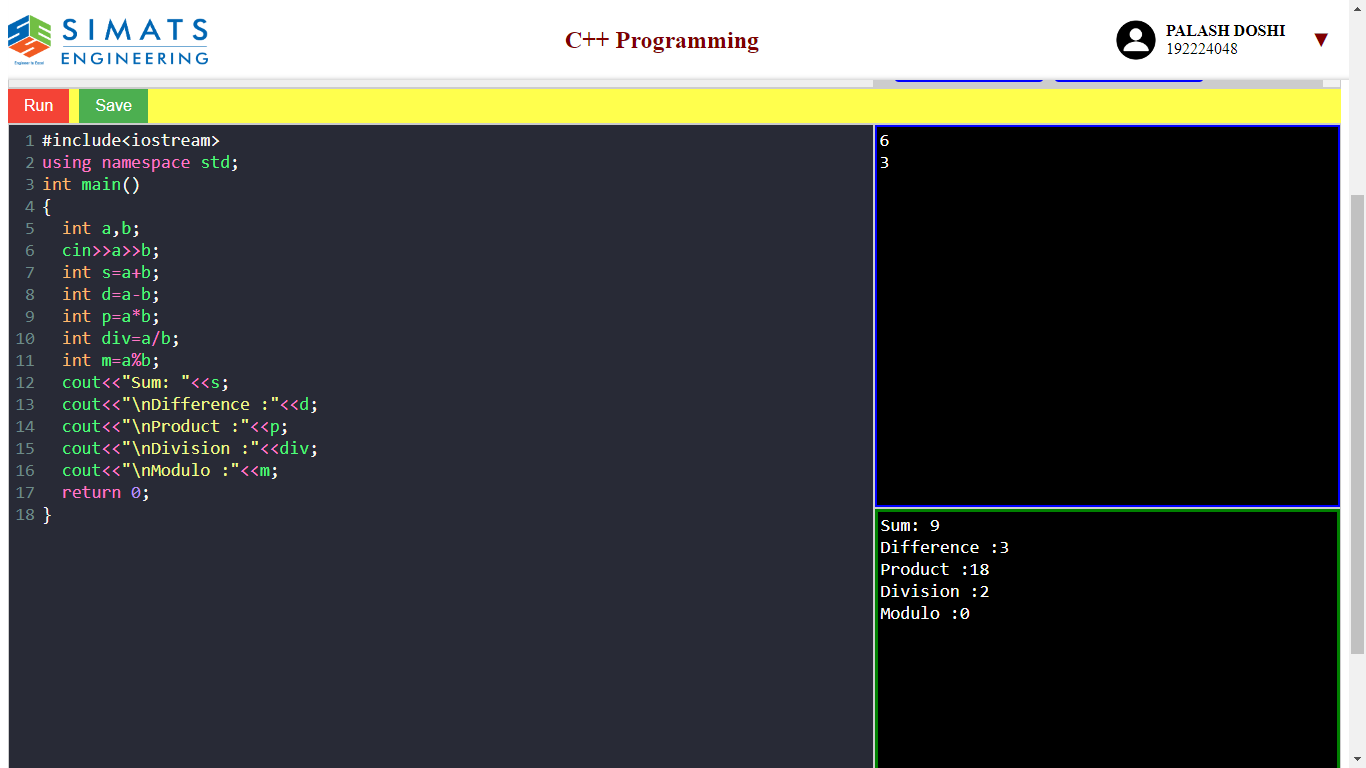 SIMATS
ENGINEERING
Engineer to Excel
C++ Programming
PALASH DOSHI
192224048
▼
Run Save
1 #include<iostream>
2 using namespace std;
3 int main()
4 {
5   int a,b;
6   cin>>a>>b;
7   int s=a+b;
8   int d=a-b;
9   int p=a*b;
10   int div=a/b;
11   int m=a%b;
12   cout<<"Sum: "<<s;
13   cout<<"\nDifference :"<<d;
14   cout<<"\nProduct :"<<p;
15   cout<<"\nDivision :"<<div;
16   cout<<"\nModulo :"<<m;
17   return 0;
18 }
6
3
Sum: 9
Difference :3
Product :18
Division :2
Modulo :0